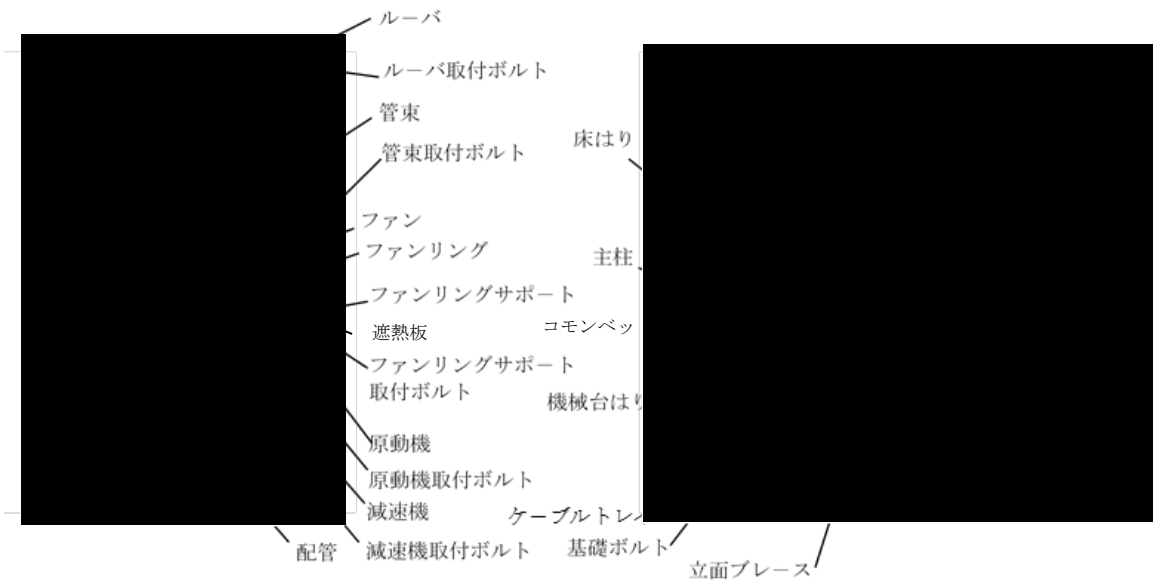 ルーバ
ルーバ取付ボルト
管束
管束取付ボルト
ファン
ファンリング
ファンリングサポート
遮熱板
ファンリングサポート
取付ボルト
原動機
原動機取付ボルト
減速機
減速機取付ボルト
配管
床はり
主柱
コモンベッ
機械台はり
ケーブルトレ
基礎ボルト
立面ブレース